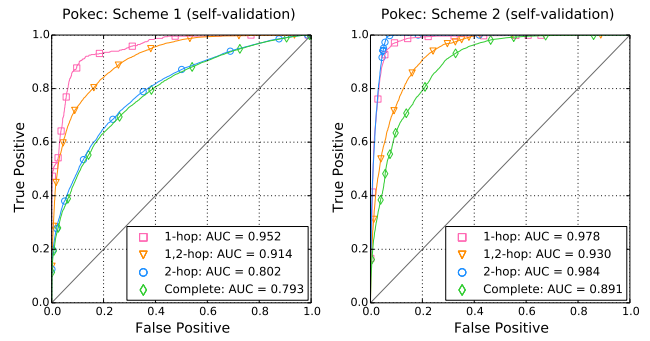 Pokec: Scheme 1 (self-validation)
True Positive
1.0
0.8
0.6
0.4
0.2
0.0
0.0 0.2 0.4 0.6 0.8 1.0
False Positive
1-hop: AUC = 0.952
1,2-hop: AUC = 0.914
2-hop: AUC = 0.802
Complete: AUC = 0.793
Pokec: Scheme 2 (self-validation)
True Positive
1.0
0.8
0.6
0.4
0.2
0.0
0.0 0.2 0.4 0.6 0.8 1.0
False Positive
1-hop: AUC = 0.978
1,2-hop: AUC = 0.930
2-hop: AUC = 0.984
Complete: AUC = 0.891